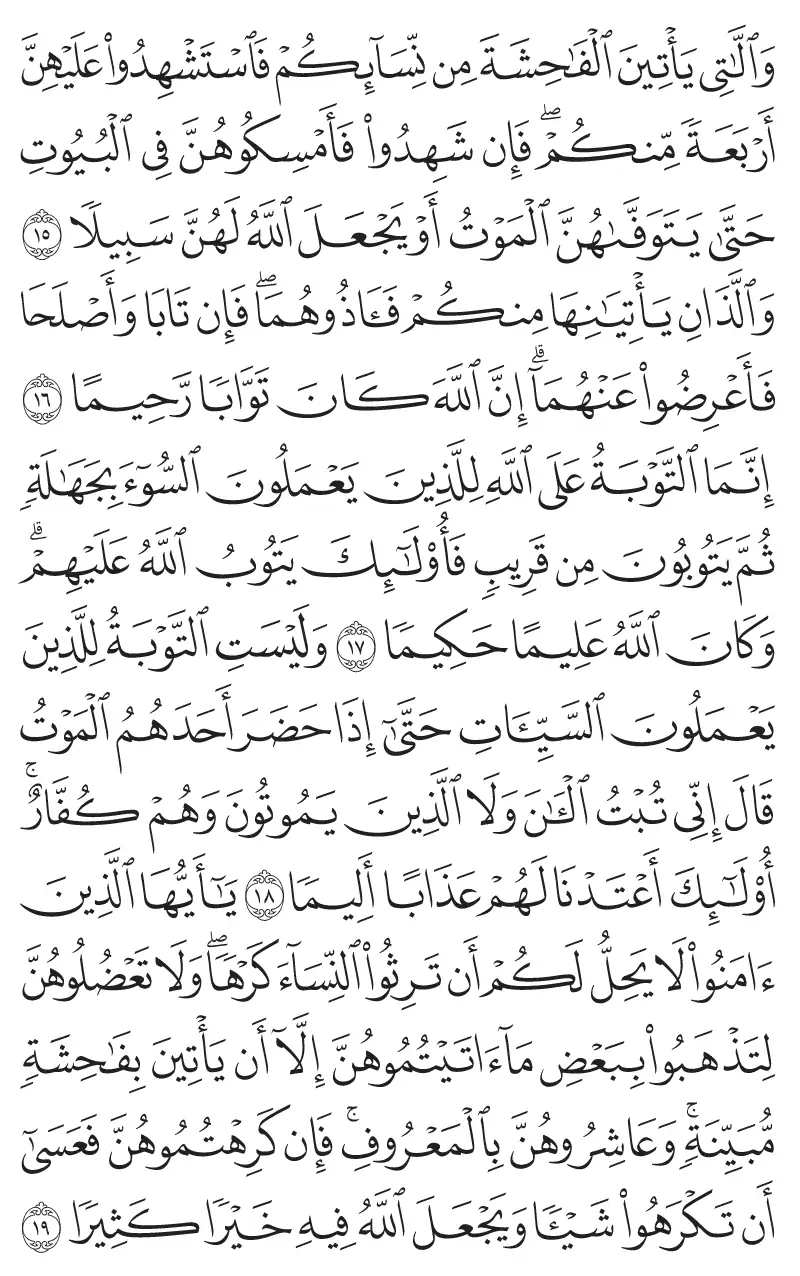 وَٱلَّٰتِي يَأۡتِينَ ٱلۡفَٰحِشَةَ مِن نِّسَآئِكُمۡ فَٱسۡتَشۡهِدُواْ عَلَيۡهِنَّ
أَرۡبَعَةٗ مِّنكُمۡۖ فَإِن شَهِدُواْ فَأَمۡسِكُوهُنَّ فِي ٱلۡبُيُوتِ
حَتَّىٰ يَتَوَفَّىٰهُنَّ ٱلۡمَوۡتُ أَوۡ يَجۡعَلَ ٱللَّهُ لَهُنَّ سَبِيلٗا ١٥
وَٱلَّذَانِ يَأۡتِيَٰنِهَا مِنكُمۡ فَـَٔاذُوهُمَاۖ فَإِن تَابَا وَأَصۡلَحَا
فَأَعۡرِضُواْ عَنۡهُمَآۗ إِنَّ ٱللَّهَ كَانَ تَوَّابٗا رَّحِيمًا ١٦
إِنَّمَا ٱلتَّوۡبَةُ عَلَى ٱللَّهِ لِلَّذِينَ يَعۡمَلُونَ ٱلسُّوٓءَ بِجَهَٰلَةٖ
ثُمَّ يَتُوبُونَ مِن قَرِيبٖ فَأُوْلَٰٓئِكَ يَتُوبُ ٱللَّهُ عَلَيۡهِمۡۗ
وَكَانَ ٱللَّهُ عَلِيمًا حَكِيمٗا ١٧ وَلَيۡسَتِ ٱلتَّوۡبَةُ لِلَّذِينَ
يَعۡمَلُونَ ٱلسَّيِّـَٔاتِ حَتَّىٰٓ إِذَا حَضَرَ أَحَدَهُمُ ٱلۡمَوۡتُ
قَالَ إِنِّي تُبۡتُ ٱلۡـَٰٔنَ وَلَا ٱلَّذِينَ يَمُوتُونَ وَهُمۡ كُفَّارٌۚ
أُوْلَٰٓئِكَ أَعۡتَدۡنَا لَهُمۡ عَذَابًا أَلِيمٗا ١٨ يَٰٓأَيُّهَا ٱلَّذِينَ
ءَامَنُواْ لَا يَحِلُّ لَكُمۡ أَن تَرِثُواْ ٱلنِّسَآءَ كَرۡهٗاۖ وَلَا تَعۡضُلُوهُنَّ
لِتَذۡهَبُواْ بِبَعۡضِ مَآ ءَاتَيۡتُمُوهُنَّ إِلَّآ أَن يَأۡتِينَ بِفَٰحِشَةٖ
مُّبَيِّنَةٖۚ وَعَاشِرُوهُنَّ بِٱلۡمَعۡرُوفِۚ فَإِن كَرِهۡتُمُوهُنَّ فَعَسَىٰٓ
أَن تَكۡرَهُواْ شَيۡـٔٗا وَيَجۡعَلَ ٱللَّهُ فِيهِ خَيۡرٗا كَثِيرٗا ١٩